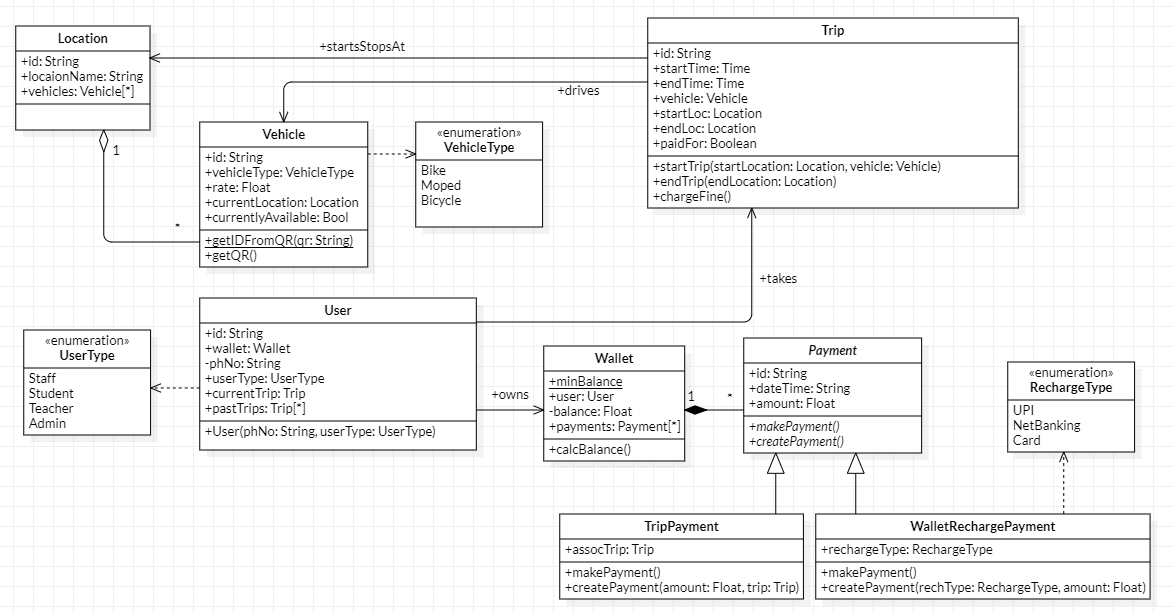 Location
+id: String
+locaionName: String
+vehicles: Vehicle[*]
1
*
+startsStopsAt
+drives
Trip
+id: String
+startTime: Time
+endTime: Time
+vehicle: Vehicle
+startLoc: Location
+endLoc: Location
+paidFor: Boolean
+startTrip(startLocation: Location, vehicle: Vehicle)
+endTrip(endLocation: Location)
+chargeFine()
Vehicle
+id: String
+vehicleType: VehicleType
+rate: Float
+currentLocation: Location
+currentlyAvailable: Bool
+getIDFromQR(qr: String)
+getQR()
«enumeration»
VehicleType
Bike
Moped
Bicycle
+takes
User
+id: String
+wallet: Wallet
-phNo: String
+userType: UserType
+currentTrip: Trip
+pastTrips: Trip[*]
+User(phNo: String, userType: UserType)
«enumeration»
UserType
Staff
Student
Teacher
Admin
+owns
Wallet
+minBalance
+user: User
-balance: Float
+payments: Payment[*]
+calcBalance()
1
*
Payment
+id: String
+dateTime: String
+amount: Float
+makePayment()
+createPayment()
«enumeration»
RechargeType
UPI
NetBanking
Card
TripPayment
+assocTrip: Trip
+makePayment()
+createPayment(amount: Float, trip: Trip)
WalletRechargePayment
+rechargeType: RechargeType
+makePayment()
+createPayment(rechType: RechargeType, amount: Float)